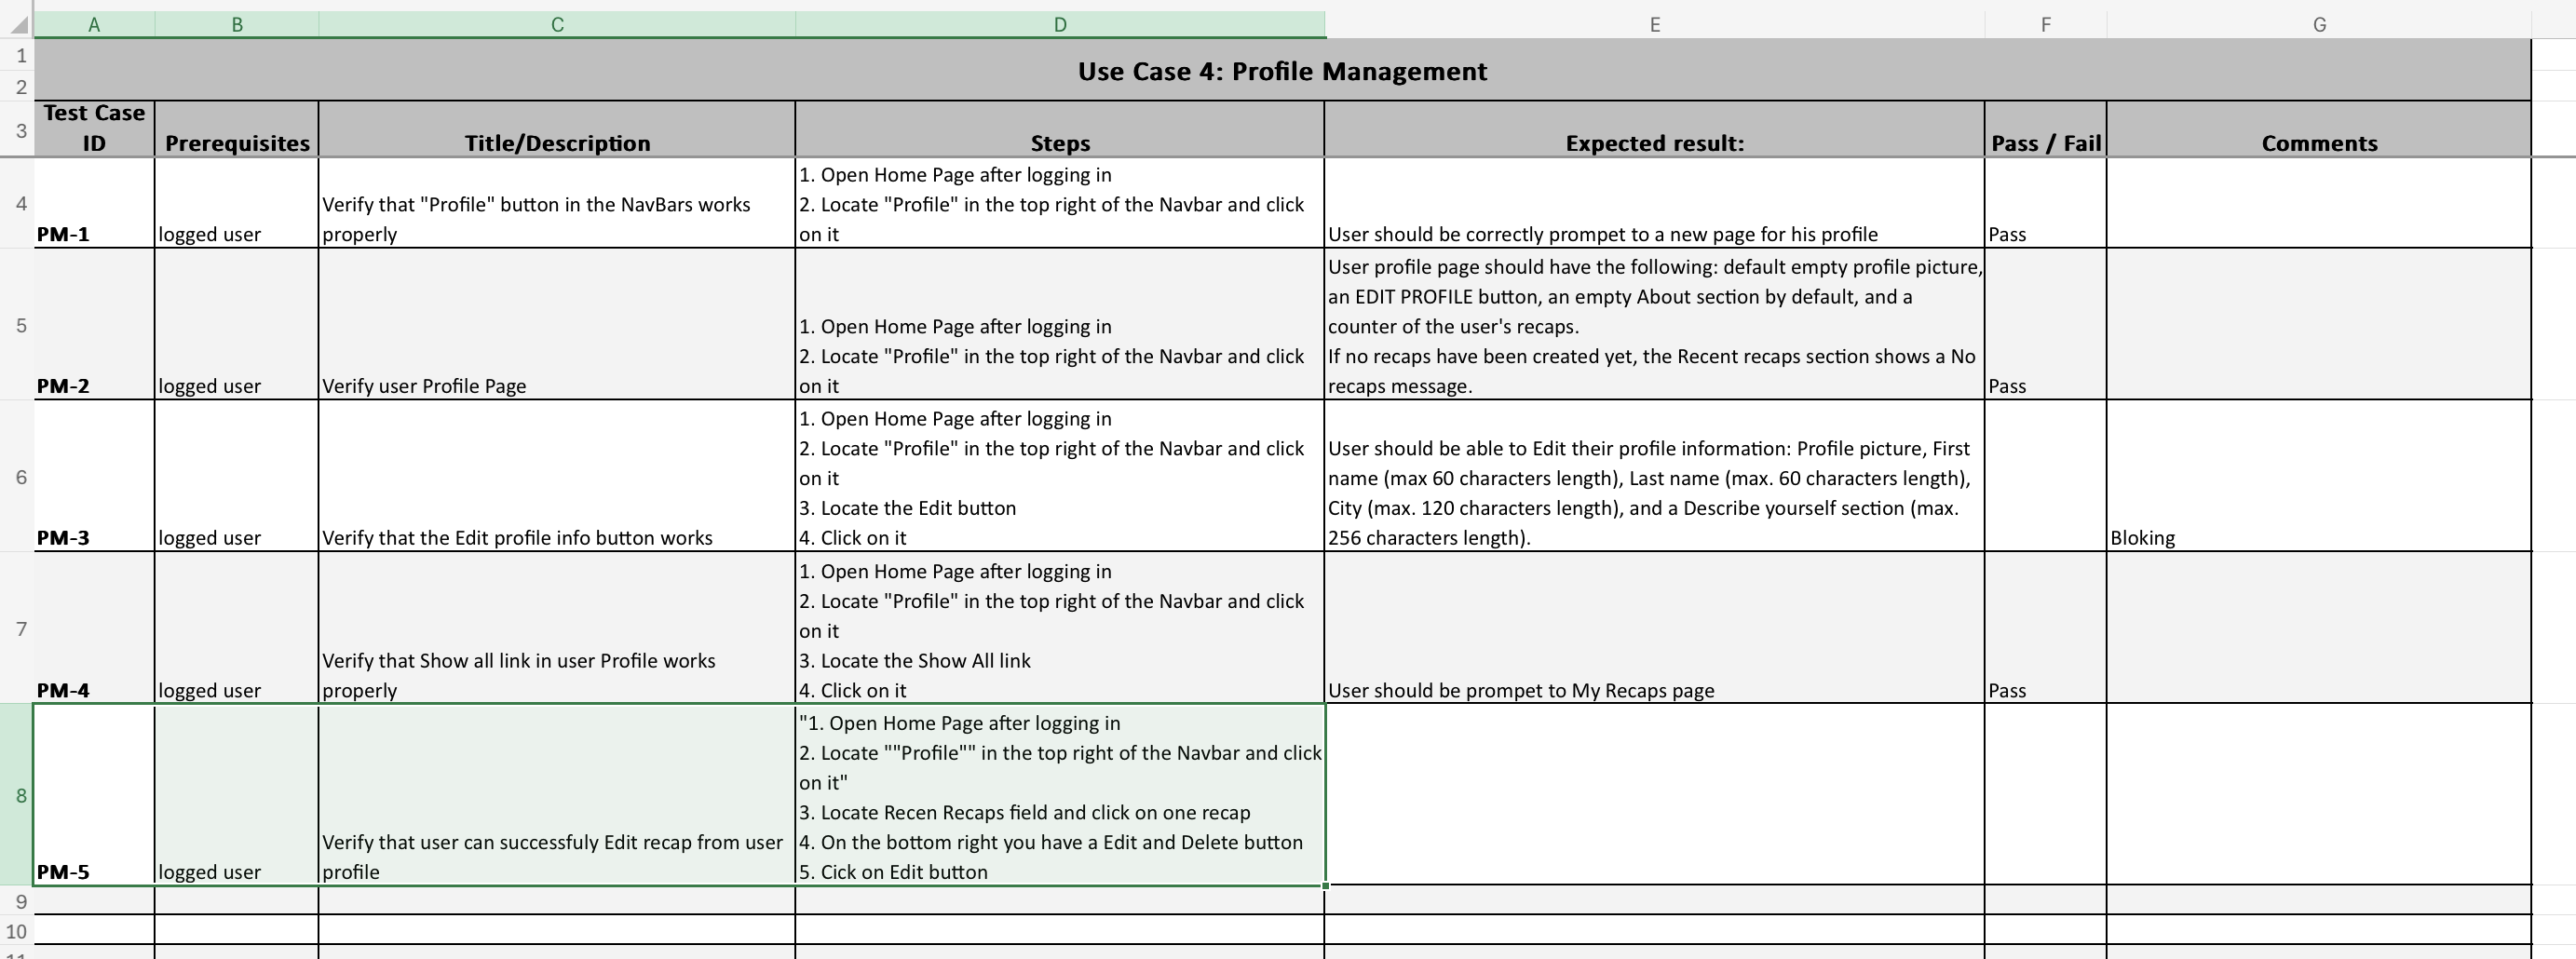 A B C D E F G
1
2
Use Case 4: Profile Management
3
Test Case
ID Prerequisites Title/Description Steps Expected result: Pass / Fail Comments
4
PM-1
logged user
Verify that "Profile" button in the NavBars works
properly
1. Open Home Page after logging in
2. Locate "Profile" in the top right of the Navbar and click
on it
User should be correctly prompet to a new page for his profile
Pass
5
PM-2
logged user
Verify user Profile Page
1. Open Home Page after logging in
2. Locate "Profile" in the top right of the Navbar and click
on it
User profile page should have the following: default empty profile picture,
an EDIT PROFILE button, an empty About section by default, and a
counter of the user's recaps.
If no recaps have been created yet, the Recent recaps section shows a No
recaps message.
Pass
6
PM-3
logged user
Verify that the Edit profile info button works
1. Open Home Page after logging in
2. Locate "Profile" in the top right of the Navbar and click
on it
3. Locate the Edit button
4. Click on it
User should be able to Edit their profile information: Profile picture, First
name (max 60 characters length), Last name (max. 60 characters length),
City (max. 120 characters length), and a Describe yourself section (max.
256 characters length).
Bloking
7
PM-4
logged user
Verify that Show all link in user Profile works
properly
1. Open Home Page after logging in
2. Locate "Profile" in the top right of the Navbar and click
on it
3. Locate the Show All link
4. Click on it
User should be prompet to My Recaps page
Pass
8
PM-5
logged user
Verify that user can successfuly Edit recap from user
profile
"1. Open Home Page after logging in
2. Locate ""Profile"" in the top right of the Navbar and click
on it"
3. Locate Recen Recaps field and click on one recap
4. On the bottom right you have a Edit and Delete button
5. Cick on Edit button
9
10
11